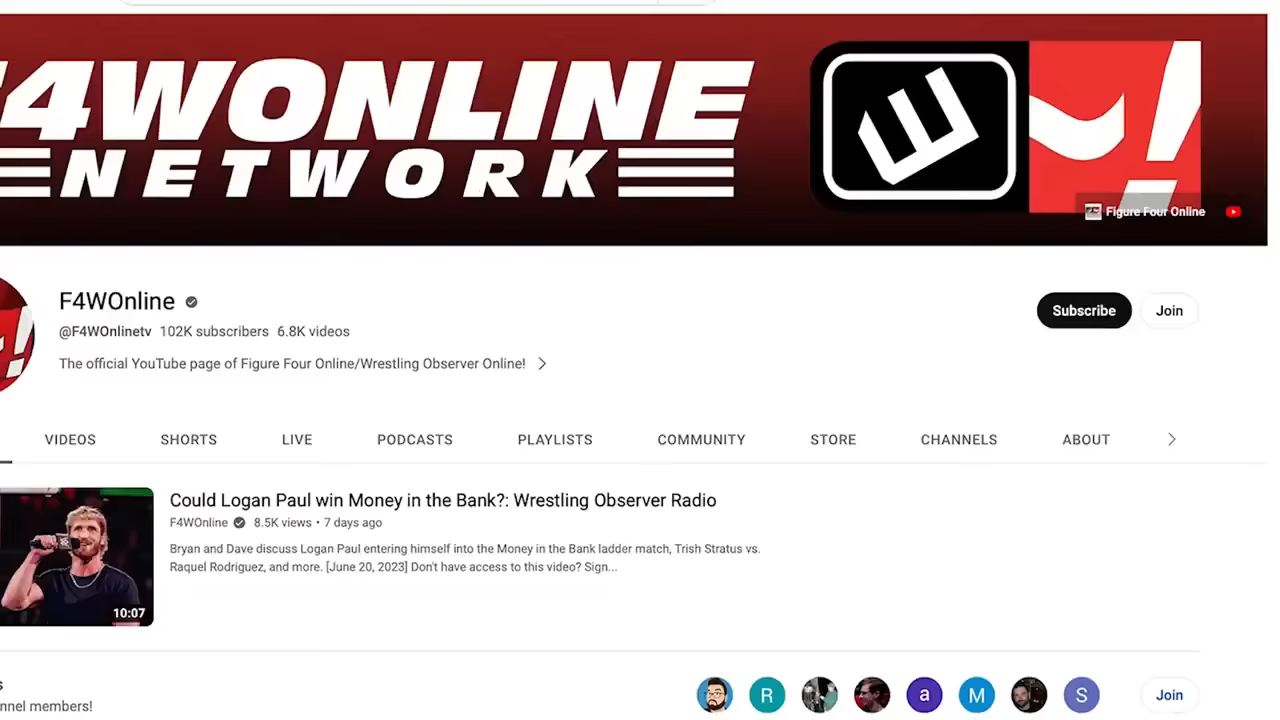 F4WONLINE
NETWORK
Figure Four Online
F4WOnline
@F4WOnlinetv 102K subscribers 6.8K videos
The official YouTube page of Figure Four Online/Wrestling Observer Online!
Subscribe
Join
VIDEOS SHORTS LIVE PODCASTS PLAYLISTS COMMUNITY STORE CHANNELS ABOUT
Could Logan Paul win Money in the Bank?: Wrestling Observer Radio
F4WOnline 8.5K views • 7 days ago
Bryan and Dave discuss Logan Paul entering himself into the Money in the Bank ladder match, Trish Stratus vs.
Raquel Rodriguez, and more. [June 20, 2023] Don't have access to this video? Sign...
10:07
R a M S
Join
members!